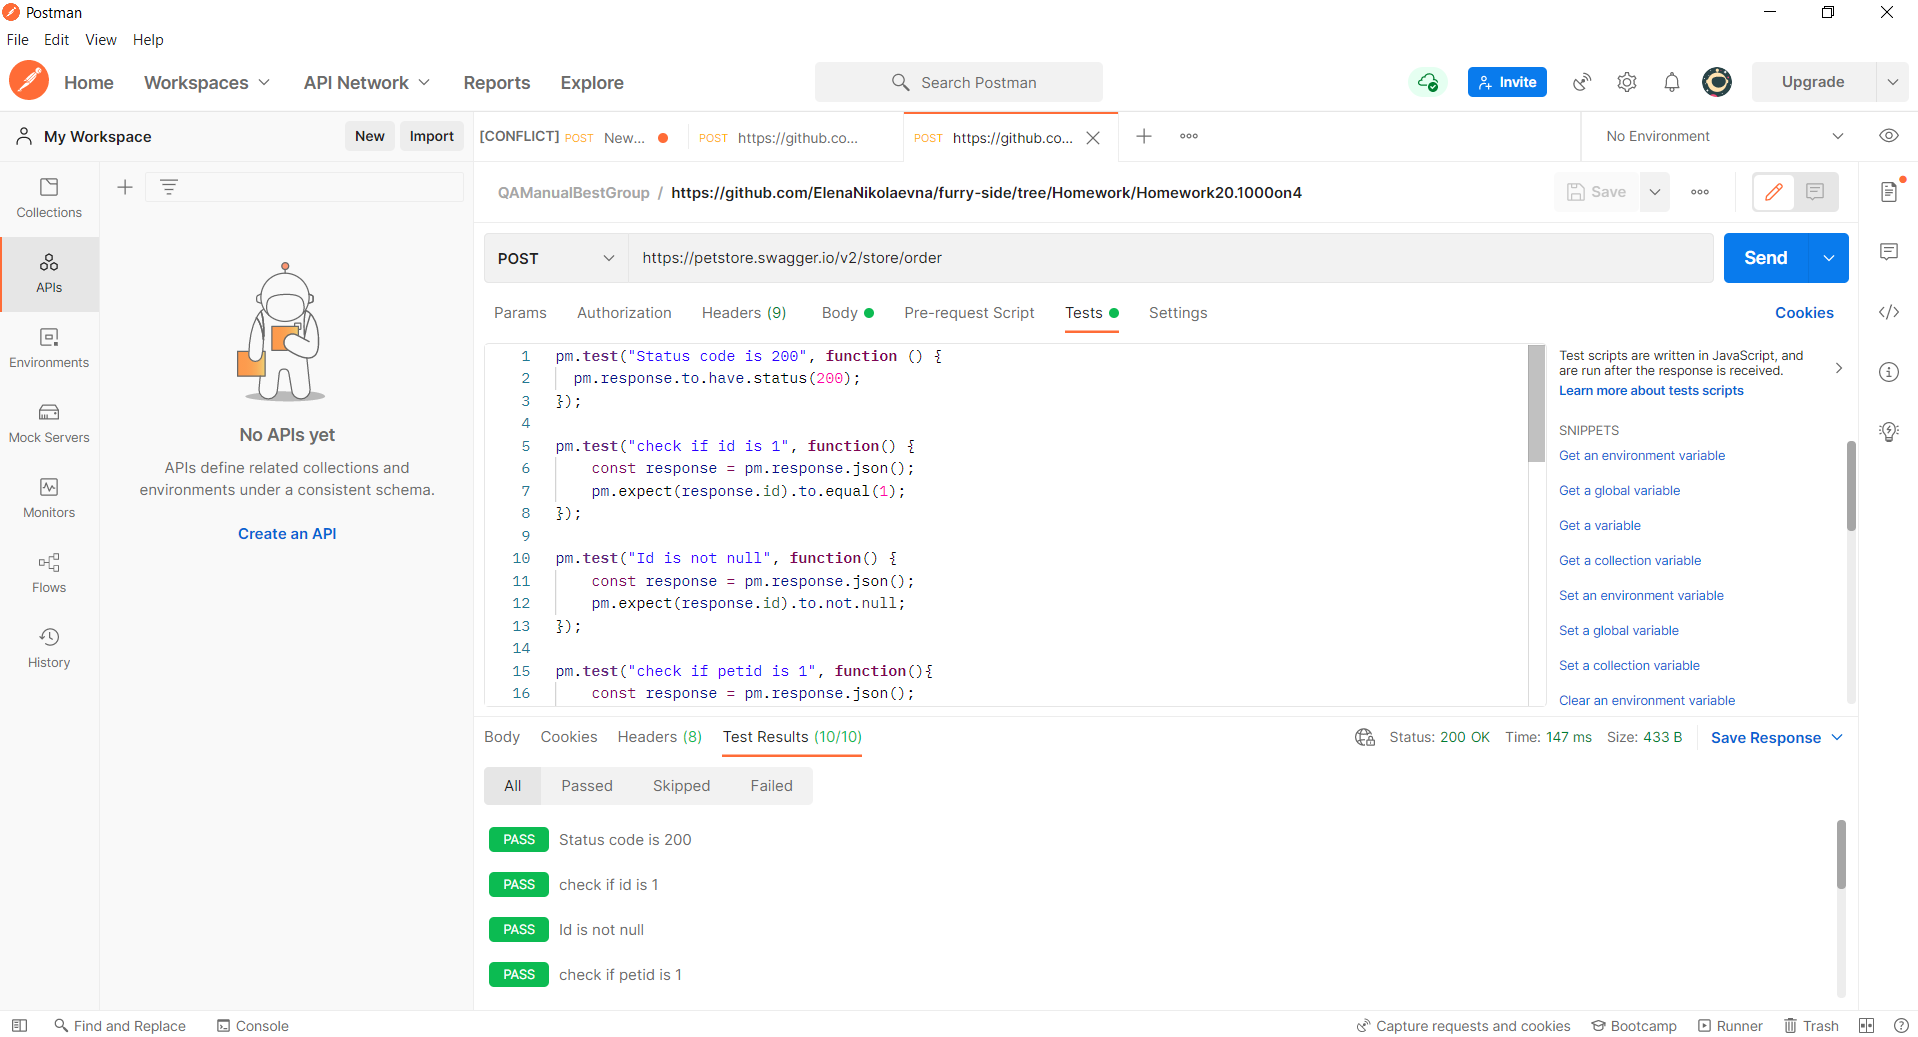 Postman
File Edit View Help
Home Workspaces API Network Reports Explore
Search Postman
Invite
Upgrade
My Workspace
New Import
[CONFLICT] POST New...
POST https://github.co...
POST https://github.co...
No Environment
Collections
APIs
Environments
Mock Servers
Monitors
Flows
History
No APIs yet
APIs define related collections and
environments under a consistent schema.
Create an API
QAManualBestGroup / https://github.com/ElenaNikolaevna/furry-side/tree/Homework/Homework20.1000on4
Save
POST https://petstore.swagger.io/v2/store/order
Send
Params Authorization Headers (9) Body Pre-request Script Tests Settings
Cookies
1 pm.test("Status code is 200", function () {
2 pm.response.to.have.status(200);
3 });
4
5 pm.test("check if id is 1", function() {
6 const response = pm.response.json();
7 pm.expect(response.id).to.equal(1);
8 });
9
10 pm.test("Id is not null", function() {
11 const response = pm.response.json();
12 pm.expect(response.id).to.not.null;
13 });
14
15 pm.test("check if petid is 1", function(){
16 const response = pm.response.json();
Test scripts are written in JavaScript, and
are run after the response is received.
Learn more about tests scripts
SNIPPETS
Get an environment variable
Get a global variable
Get a variable
Get a collection variable
Set an environment variable
Set a global variable
Set a collection variable
Clear an environment variable
Body Cookies Headers (8) Test Results (10/10)
Status: 200 OK Time: 147 ms Size: 433 B
Save Response
All Passed Skipped Failed
PASS Status code is 200
PASS check if id is 1
PASS Id is not null
PASS check if petid is 1
Find and Replace Console
Capture requests and cookies Bootcamp Runner Trash